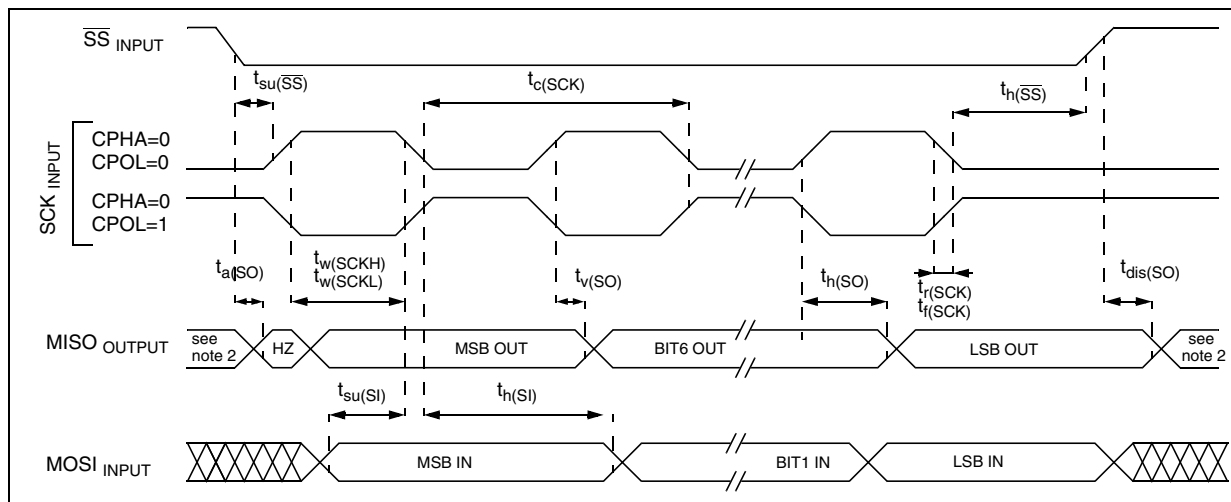 SS INPUT
tsu(SS)
tc(SCK)
th(SS)
SCK INPUT
CPHA=0
CPOL=0
CPHA=0
CPOL=1
ta(SO)
tw(SCKH)
tw(SCKL)
tv(SO)
th(SO)
tr(SCK)
tf(SCK)
tdis(SO)
MISO OUTPUT
see
note 2
HZ
MSB OUT
BIT6 OUT
LSB OUT
see
note 2
tsu(SI)
th(SI)
MOSI INPUT
MSB IN
BIT1 IN
LSB IN